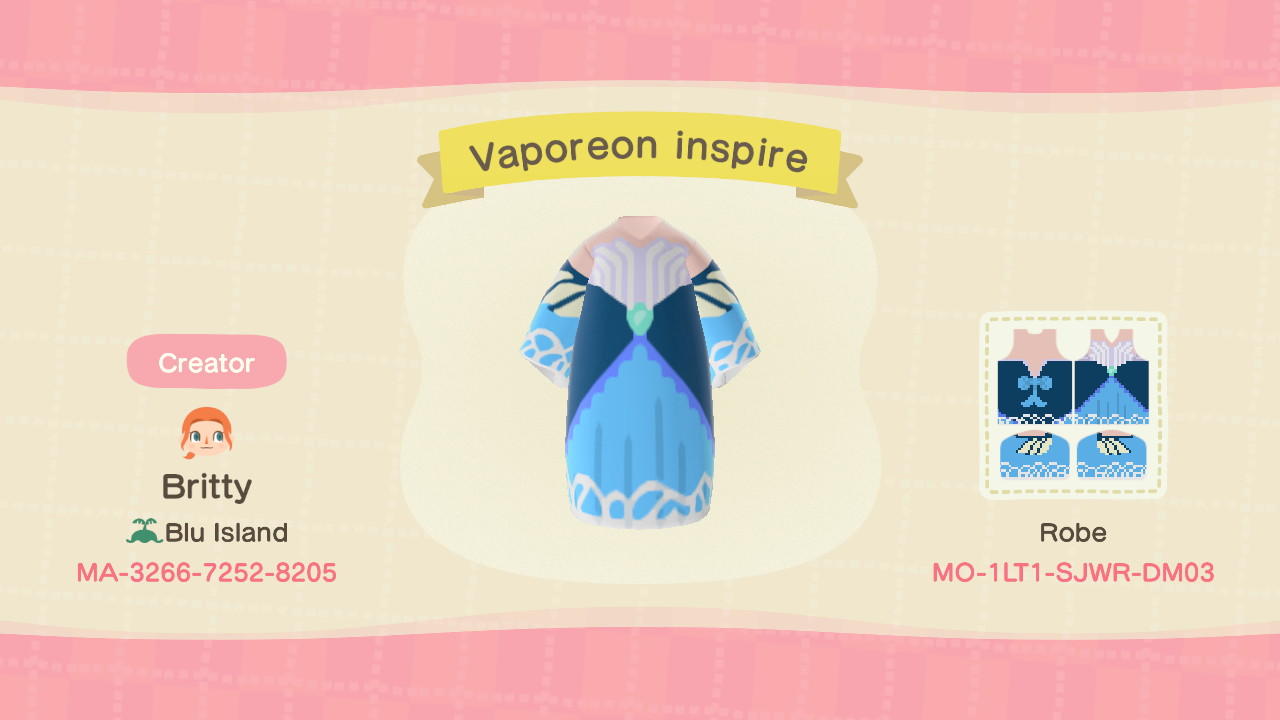 Vaporeon inspire
Creator
Britty
Blu Island
MA-3266-7252-8205
Robe
MO-1LT1-SJWR-DM03